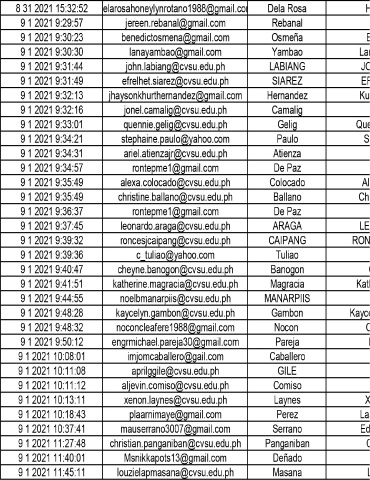 8 31 2021 15:32:52 elarosahoneylynrotano1988@gmail.con Dela Rosa H
9 1 2021 9:29:57 jereen.rebanal@gmail.com Rebanal
9 1 2021 9:30:23 benedictosmena@gmail.com Osmeña E
9 1 2021 9:30:30 lanayambao@gmail.com Yambao Lan
9 1 2021 9:31:44 john.labiang@cvsu.edu.ph LABIANG JO
9 1 2021 9:31:49 efrelhet.siarez@cvsu.edu.ph SIAREZ EF
9 1 2021 9:32:13 jhaysonkhurthernandez@gmail.com Hernandez Ku
9 1 2021 9:32:16 jonel.camalig@cvsu.edu.ph Camalig
9 1 2021 9:33:01 quennie.gelig@cvsu.edu.ph Gelig Que
9 1 2021 9:34:21 stephaine.paulo@yahoo.com Paulo S
9 1 2021 9:34:31 ariel.atienzajr@cvsu.edu.ph Atienza
9 1 2021 9:34:57 rontepme1@gmail.com De Paz
9 1 2021 9:35:49 alexa.colocado@cvsu.edu.ph Colocado Al
9 1 2021 9:35:49 christine.ballano@cvsu.edu.ph Ballano Ch
9 1 2021 9:36:37 rontepme1@gmail.com De Paz
9 1 2021 9:37:45 leonardo.araga@cvsu.edu.ph ARAGA LE
9 1 2021 9:39:32 roncesjcaipang@cvsu.edu.ph CAIPANG RON
9 1 2021 9:39:36 c_tuliao@yahoo.com Tuliao
9 1 2021 9:40:47 cheyne.banogon@cvsu.edu.ph Banogon
9 1 2021 9:41:51 katherine.magracia@cvsu.edu.ph Magracia Kat
9 1 2021 9:44:55 noelbmanarpiis@cvsu.edu.ph MANARPIIS
9 1 2021 9:48:28 kaycelyn.gambon@cvsu.edu.ph Gambon Kayc
9 1 2021 9:48:32 noconcleafere1988@gmail.com Nocon C
9 1 2021 9:50:12 engrmichael.pareja30@gmail.com Pareja
9 1 2021 10:08:01 imjomcaballero@gail.com Caballero
9 1 2021 10:11:08 aprilggile@cvsu.edu.ph GILE
9 1 2021 10:11:12 aljevin.comiso@cvsu.edu.ph Comiso
9 1 2021 10:13:11 xenon.laynes@cvsu.edu.ph Laynes X
9 1 2021 10:18:43 plaarnimaye@gmail.com Perez La
9 1 2021 10:37:41 mauserrano3007@gmail.com Serrano Ed
9 1 2021 11:27:48 christian.panganiban@cvsu.edu.ph Panganiban C
9 1 2021 11:40:01 Msnikkapots13@gmail.com Deñado
9 1 2021 11:45:11 louzielapmasana@cvsu.edu.ph Masana L